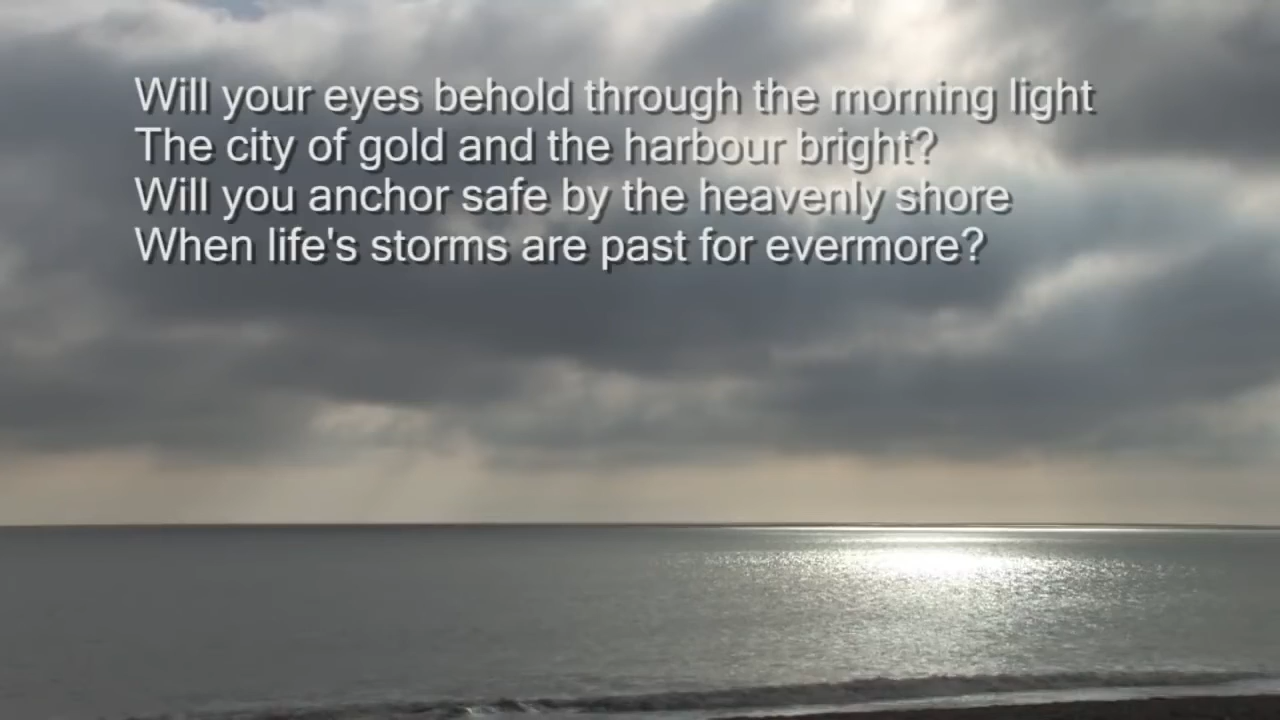 Will your eyes behold through the morning light
The city of gold and the harbour bright?
Will you anchor safe by the heavenly shore
When life's storms are past for evermore?